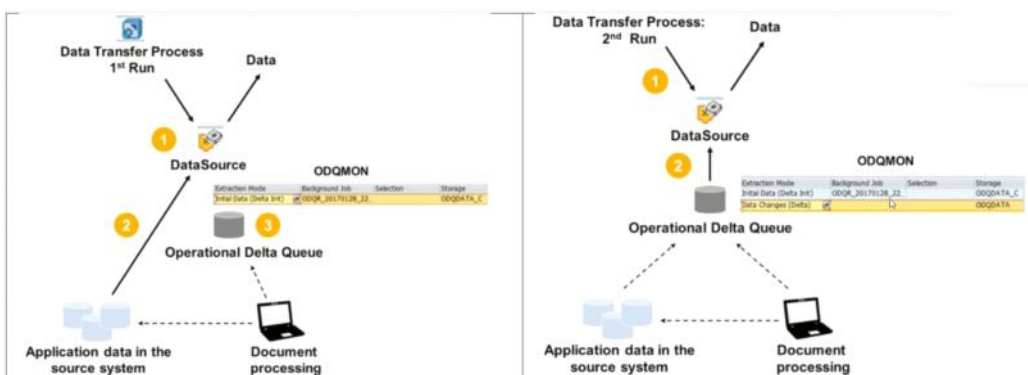 Data Transfer Process
1st Run
Data
1
DataSource
ODQMON
Extraction Mode Background Job Selection Storage
Inital Data (Delta Init) ODQR_20170128_22 ODQDATA_C
2
3
Operational Delta Queue
Application data in the
source system
Document
processing
Data Transfer Process:
2nd Run
Data
1
DataSource
2
ODQMON
Extraction Mode Background Job Selection Storage
Inital Data (Delta Init) ODQR_20170128_22 ODQDATA_C
Data Changes (Delta) ODQDATA
Operational Delta Queue
Application data in the
source system
Document
processing